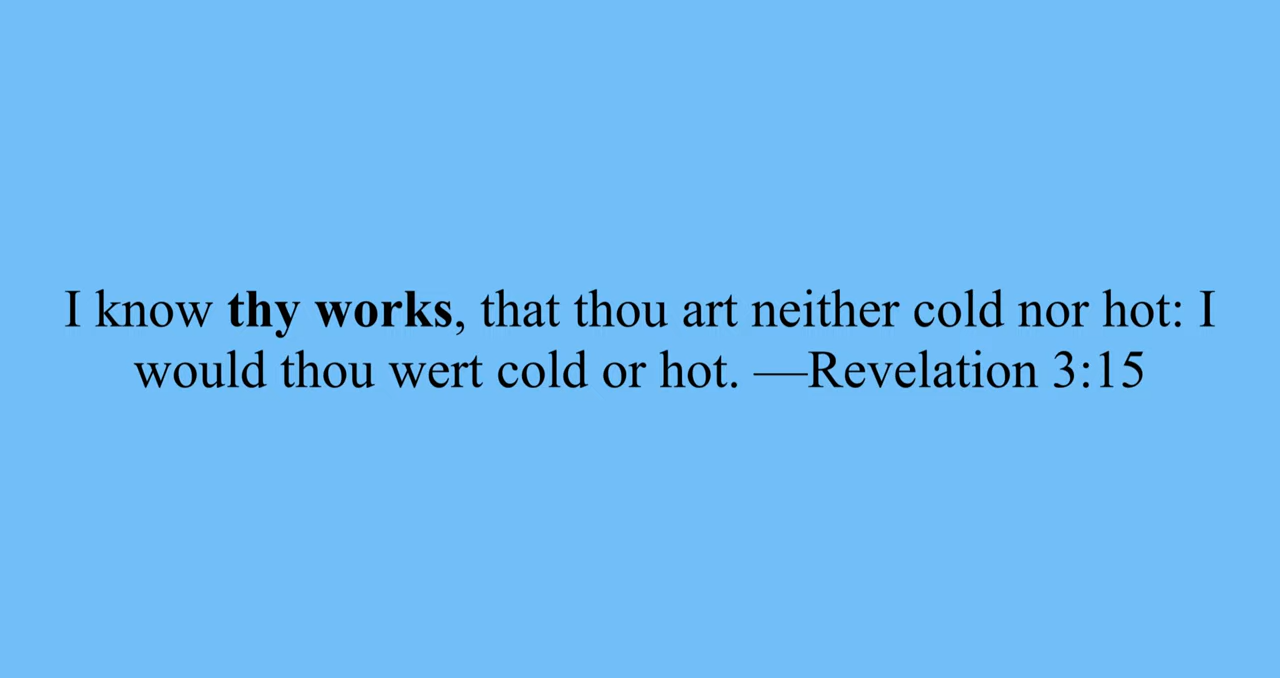 I know thy works, that thou art neither cold nor hot: I
would thou wert cold or hot. —Revelation 3:15